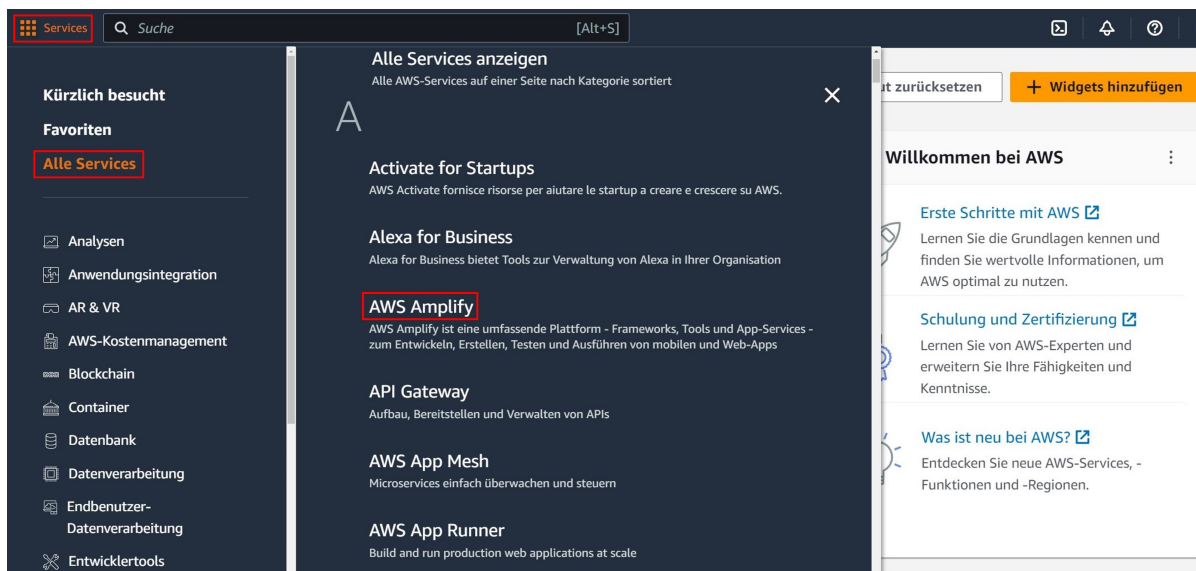 Services
Suche
[Alt+S]
Kürzlich besucht
Favoriten
Alle Services
Analysen
Anwendungsintegration
AR & VR
AWS-Kostenmanagement
Blockchain
Container
Datenbank
Datenverarbeitung
Endbenutzer-
Datenverarbeitung
Entwicklertools
Alle Services anzeigen
Alle AWS-Services auf einer Seite nach Kategorie sortiert
A
Activate for Startups
AWS Activate fornisce risorse per aiutare le startup a creare e crescere su AWS.
Alexa for Business
Alexa for Business bietet Tools zur Verwaltung von Alexa in Ihrer Organisation
AWS Amplify
AWS Amplify ist eine umfassende Plattform - Frameworks, Tools und App-Services -
zum Entwickeln, Erstellen, Testen und Ausführen von mobilen und Web-Apps
API Gateway
Aufbau, Bereitstellen und Verwalten von APIs
AWS App Mesh
Microservices einfach überwachen und steuern
AWS App Runner
Build and run production web applications at scale
ut zurücksetzen
+ Widgets hinzufügen
Willkommen bei AWS
Erste Schritte mit AWS
Lernen Sie die Grundlagen kennen und
finden Sie wertvolle Informationen, um
AWS optimal zu nutzen.
Schulung und Zertifizierung
Lernen Sie von AWS-Experten und
erweitern Sie Ihre Fähigkeiten und
Kenntnisse.
Was ist neu bei AWS?
Entdecken Sie neue AWS-Services, -
Funktionen und -Regionen.